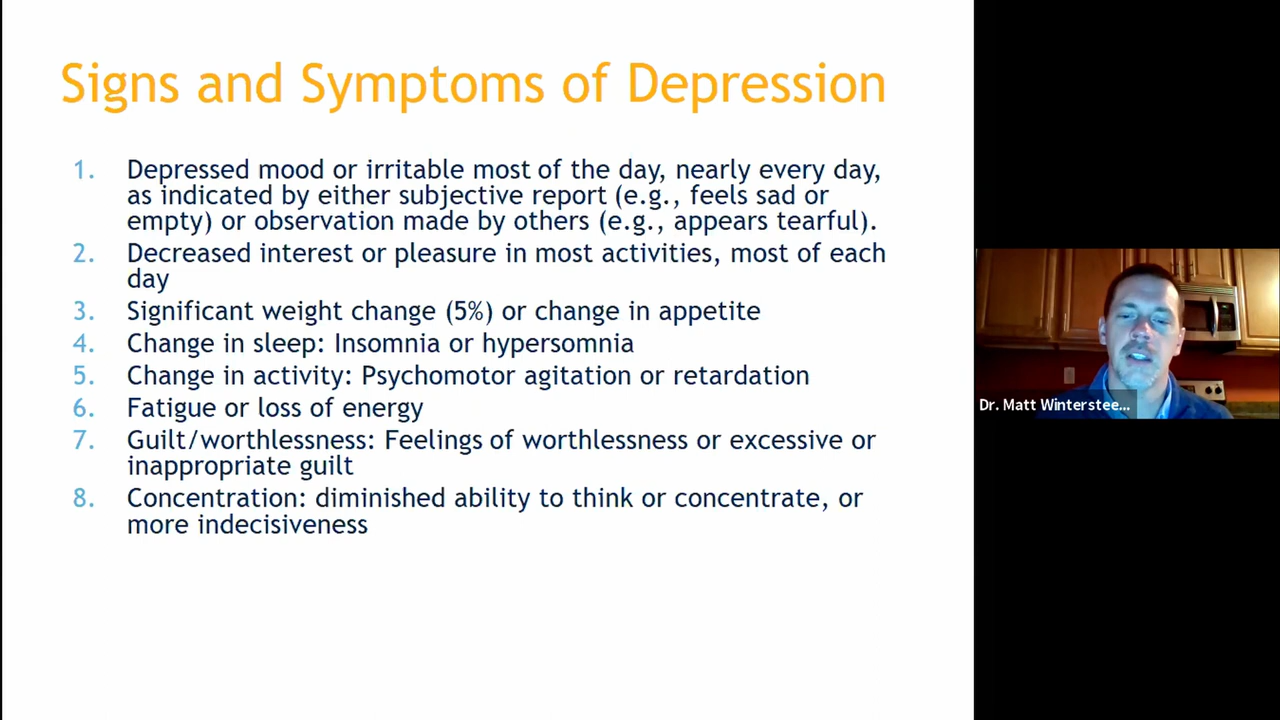 Signs and Symptoms of Depression
1. Depressed mood or irritable most of the day, nearly every day,
as indicated by either subjective report (e.g., feels sad or
empty) or observation made by others (e.g., appears tearful).
2. Decreased interest or pleasure in most activities, most of each
day
3. Significant weight change (5%) or change in appetite
4. Change in sleep: Insomnia or hypersomnia
5. Change in activity: Psychomotor agitation or retardation
6. Fatigue or loss of energy
7. Guilt/worthlessness: Feelings of worthlessness or excessive or
inappropriate guilt
8. Concentration: diminished ability to think or concentrate, or
more indecisiveness
Dr. Matt Winterstee...